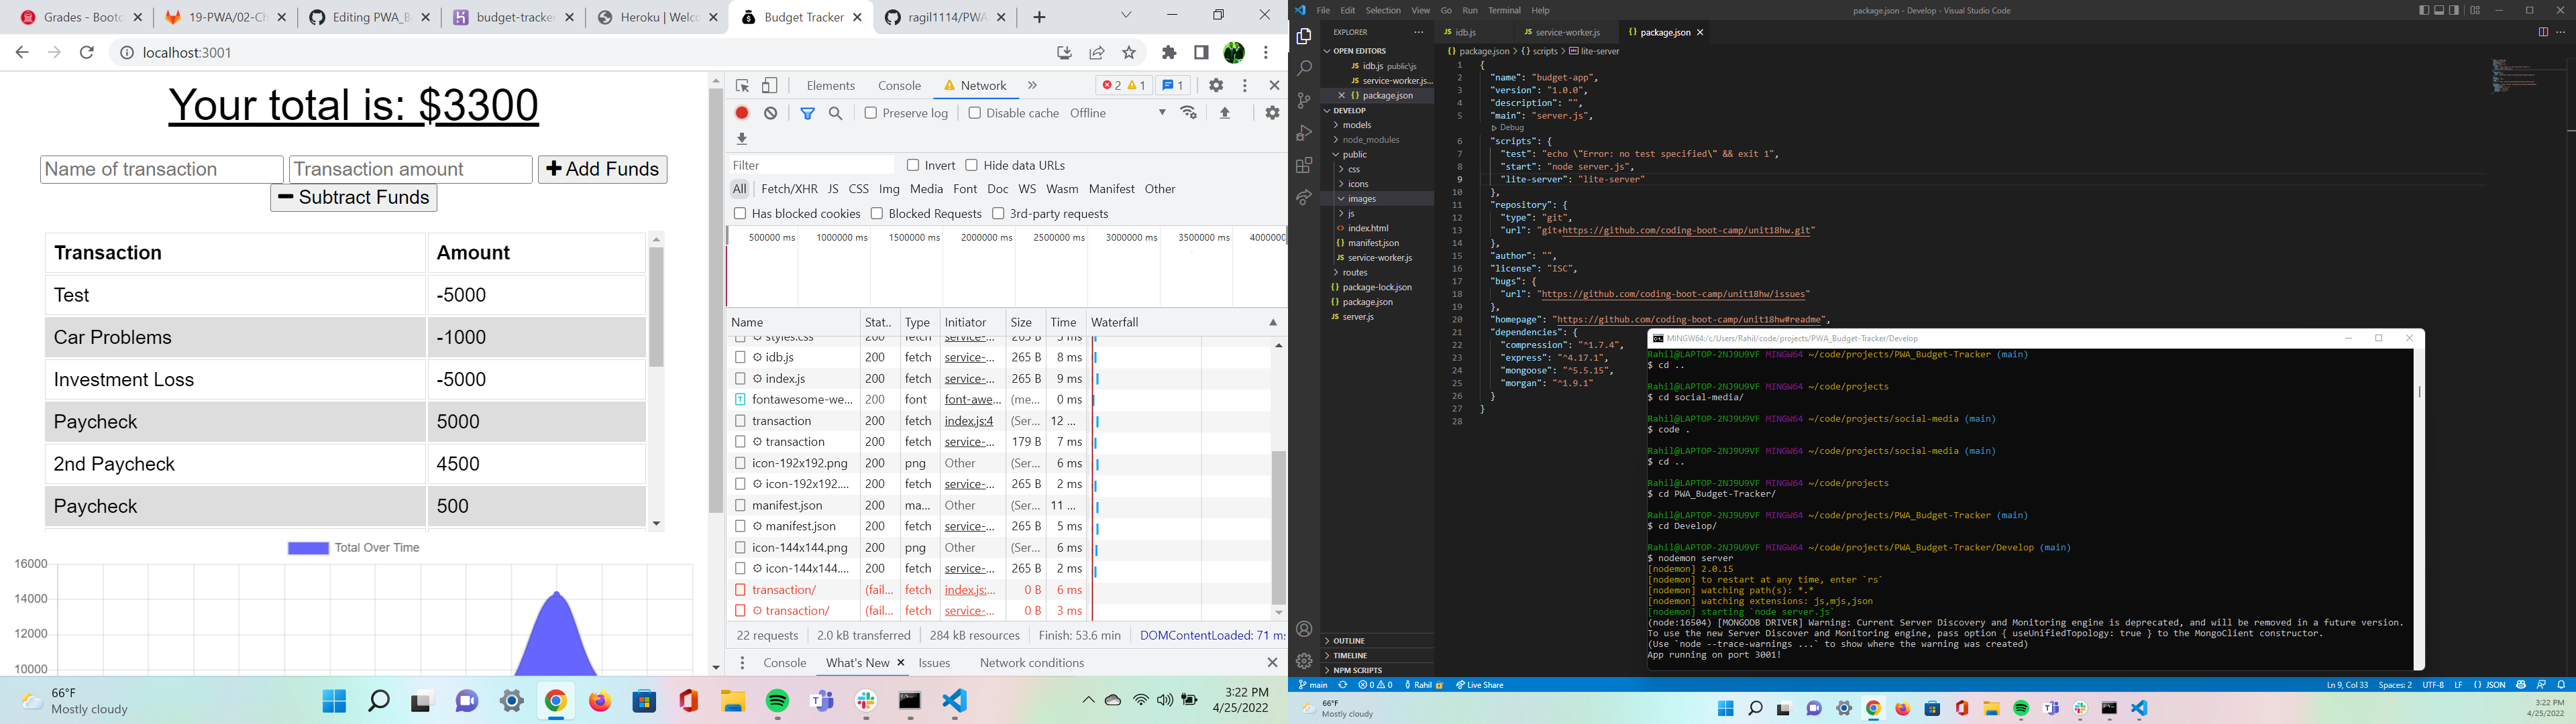 Grades - Bootc
19-PWA/02-Ch
Editing PWA_B
budget-tracker
Heroku | Welc
Budget Tracker
ragil1114/PWA
localhost:3001
Your total is: $3300
Name of transaction
Transaction amount
Add Funds
Subtract Funds
Transaction Amount
Test -5000
Car Problems -1000
Investment Loss -5000
Paycheck 5000
2nd Paycheck 4500
Paycheck 500
Total Over Time
16000
14000
12000
10000
Elements Console Network 2 1 1
Preserve log Disable cache Offline
Filter Invert Hide data URLs
All Fetch/XHR JS CSS Img Media Font Doc WS Wasm Manifest Other
Has blocked cookies Blocked Requests 3rd-party requests
500000 ms 1000000 ms 1500000 ms 2000000 ms 2500000 ms 3000000 ms 3500000 ms 4000000
Name Stat.. Type Initiator Size Time Waterfall
styles.css 200 fetch service-... 265 B 5 ms
idb.js 200 fetch service-... 265 B 8 ms
index.js 200 fetch service-... 265 B 9 ms
fontawesome-we... 200 font font-awe... (me... 0 ms
transaction 200 fetch index.js:4 (Ser... 12 ...
transaction 200 fetch service-... 179 B 7 ms
icon-192x192.png 200 png Other (Ser... 6 ms
icon-192x192.... 200 fetch service-... 265 B 2 ms
manifest.json 200 ma... Other (Ser... 11 ...
manifest.json 200 fetch service-... 265 B 5 ms
icon-144x144.png 200 png Other (Ser... 6 ms
icon-144x144.... 200 fetch service-... 265 B 2 ms
transaction/ (fail... fetch index.js:... 0 B 6 ms
transaction/ (fail... fetch service-... 0 B 3 ms
22 requests 2.0 kB transferred 284 kB resources Finish: 53.6 min DOMContentLoaded: 71 ms
Console What's New Issues Network conditions
66°F
Mostly cloudy
3:22 PM
4/25/2022
File Edit Selection View Go Run Terminal Help
package.json - Develop - Visual Studio Code
EXPLORER
OPEN EDITORS
idb.js public\js
service-worker.js...
package.json
DEVELOP
models
node_modules
public
css
icons
images
js
index.html
manifest.json
service-worker.js
routes
package-lock.json
package.json
server.js
OUTLINE
TIMELINE
NPM SCRIPTS
idb.js service-worker.js package.json
package.json > {} scripts > lite-server
1 {
2 "name": "budget-app",
3 "version": "1.0.0",
4 "description": "",
5 "main": "server.js",
Debug
6 "scripts": {
7 "test": "echo \"Error: no test specified\" && exit 1",
8 "start": "node server.js",
9 "lite-server": "lite-server"
10 },
11 "repository": {
12 "type": "git",
13 "url": "git+https://github.com/coding-boot-camp/unit18hw.git"
14 },
15 "author": "",
16 "license": "ISC",
17 "bugs": {
18 "url": "https://github.com/coding-boot-camp/unit18hw/issues"
19 },
20 "homepage": "https://github.com/coding-boot-camp/unit18hw#readme",
21 "dependencies": {
22 "compression": "^1.7.4",
23 "express": "^4.17.1",
24 "mongoose": "^5.5.15",
25 "morgan": "^1.9.1"
26 }
27 }
28
MINGW64:/c/Users/Rahil/code/projects/PWA_Budget-Tracker/Develop
Rahil@LAPTOP-2NJ9U9VF MINGW64 ~/code/projects/PWA_Budget-Tracker (main)
$ cd ..
Rahil@LAPTOP-2NJ9U9VF MINGW64 ~/code/projects
$ cd social-media/
Rahil@LAPTOP-2NJ9U9VF MINGW64 ~/code/projects/social-media (main)
$ code .
Rahil@LAPTOP-2NJ9U9VF MINGW64 ~/code/projects/social-media (main)
$ cd ..
Rahil@LAPTOP-2NJ9U9VF MINGW64 ~/code/projects
$ cd PWA_Budget-Tracker/
Rahil@LAPTOP-2NJ9U9VF MINGW64 ~/code/projects/PWA_Budget-Tracker (main)
$ cd Develop/
Rahil@LAPTOP-2NJ9U9VF MINGW64 ~/code/projects/PWA_Budget-Tracker/Develop (main)
$ nodemon server
[nodemon] 2.0.15
[nodemon] to restart at any time, enter `rs`
[nodemon] watching path(s): *.*
[nodemon] watching extensions: js,mjs,json
[nodemon] starting `node server.js`
(node:16504) [MONGODB DRIVER] Warning: Current Server Discovery and Monitoring engine is deprecated, and will be removed in a future version.
To use the new Server Discover and Monitoring engine, pass option { useUnifiedTopology: true } to the MongoClient constructor.
(Use `node --trace-warnings ...` to show where the warning was created)
App running on port 3001!
main 0 0 Rahil Live Share
Ln 9, Col 33 Spaces: 2 UTF-8 LF {} JSON
66°F
Mostly cloudy
3:22 PM
4/25/2022